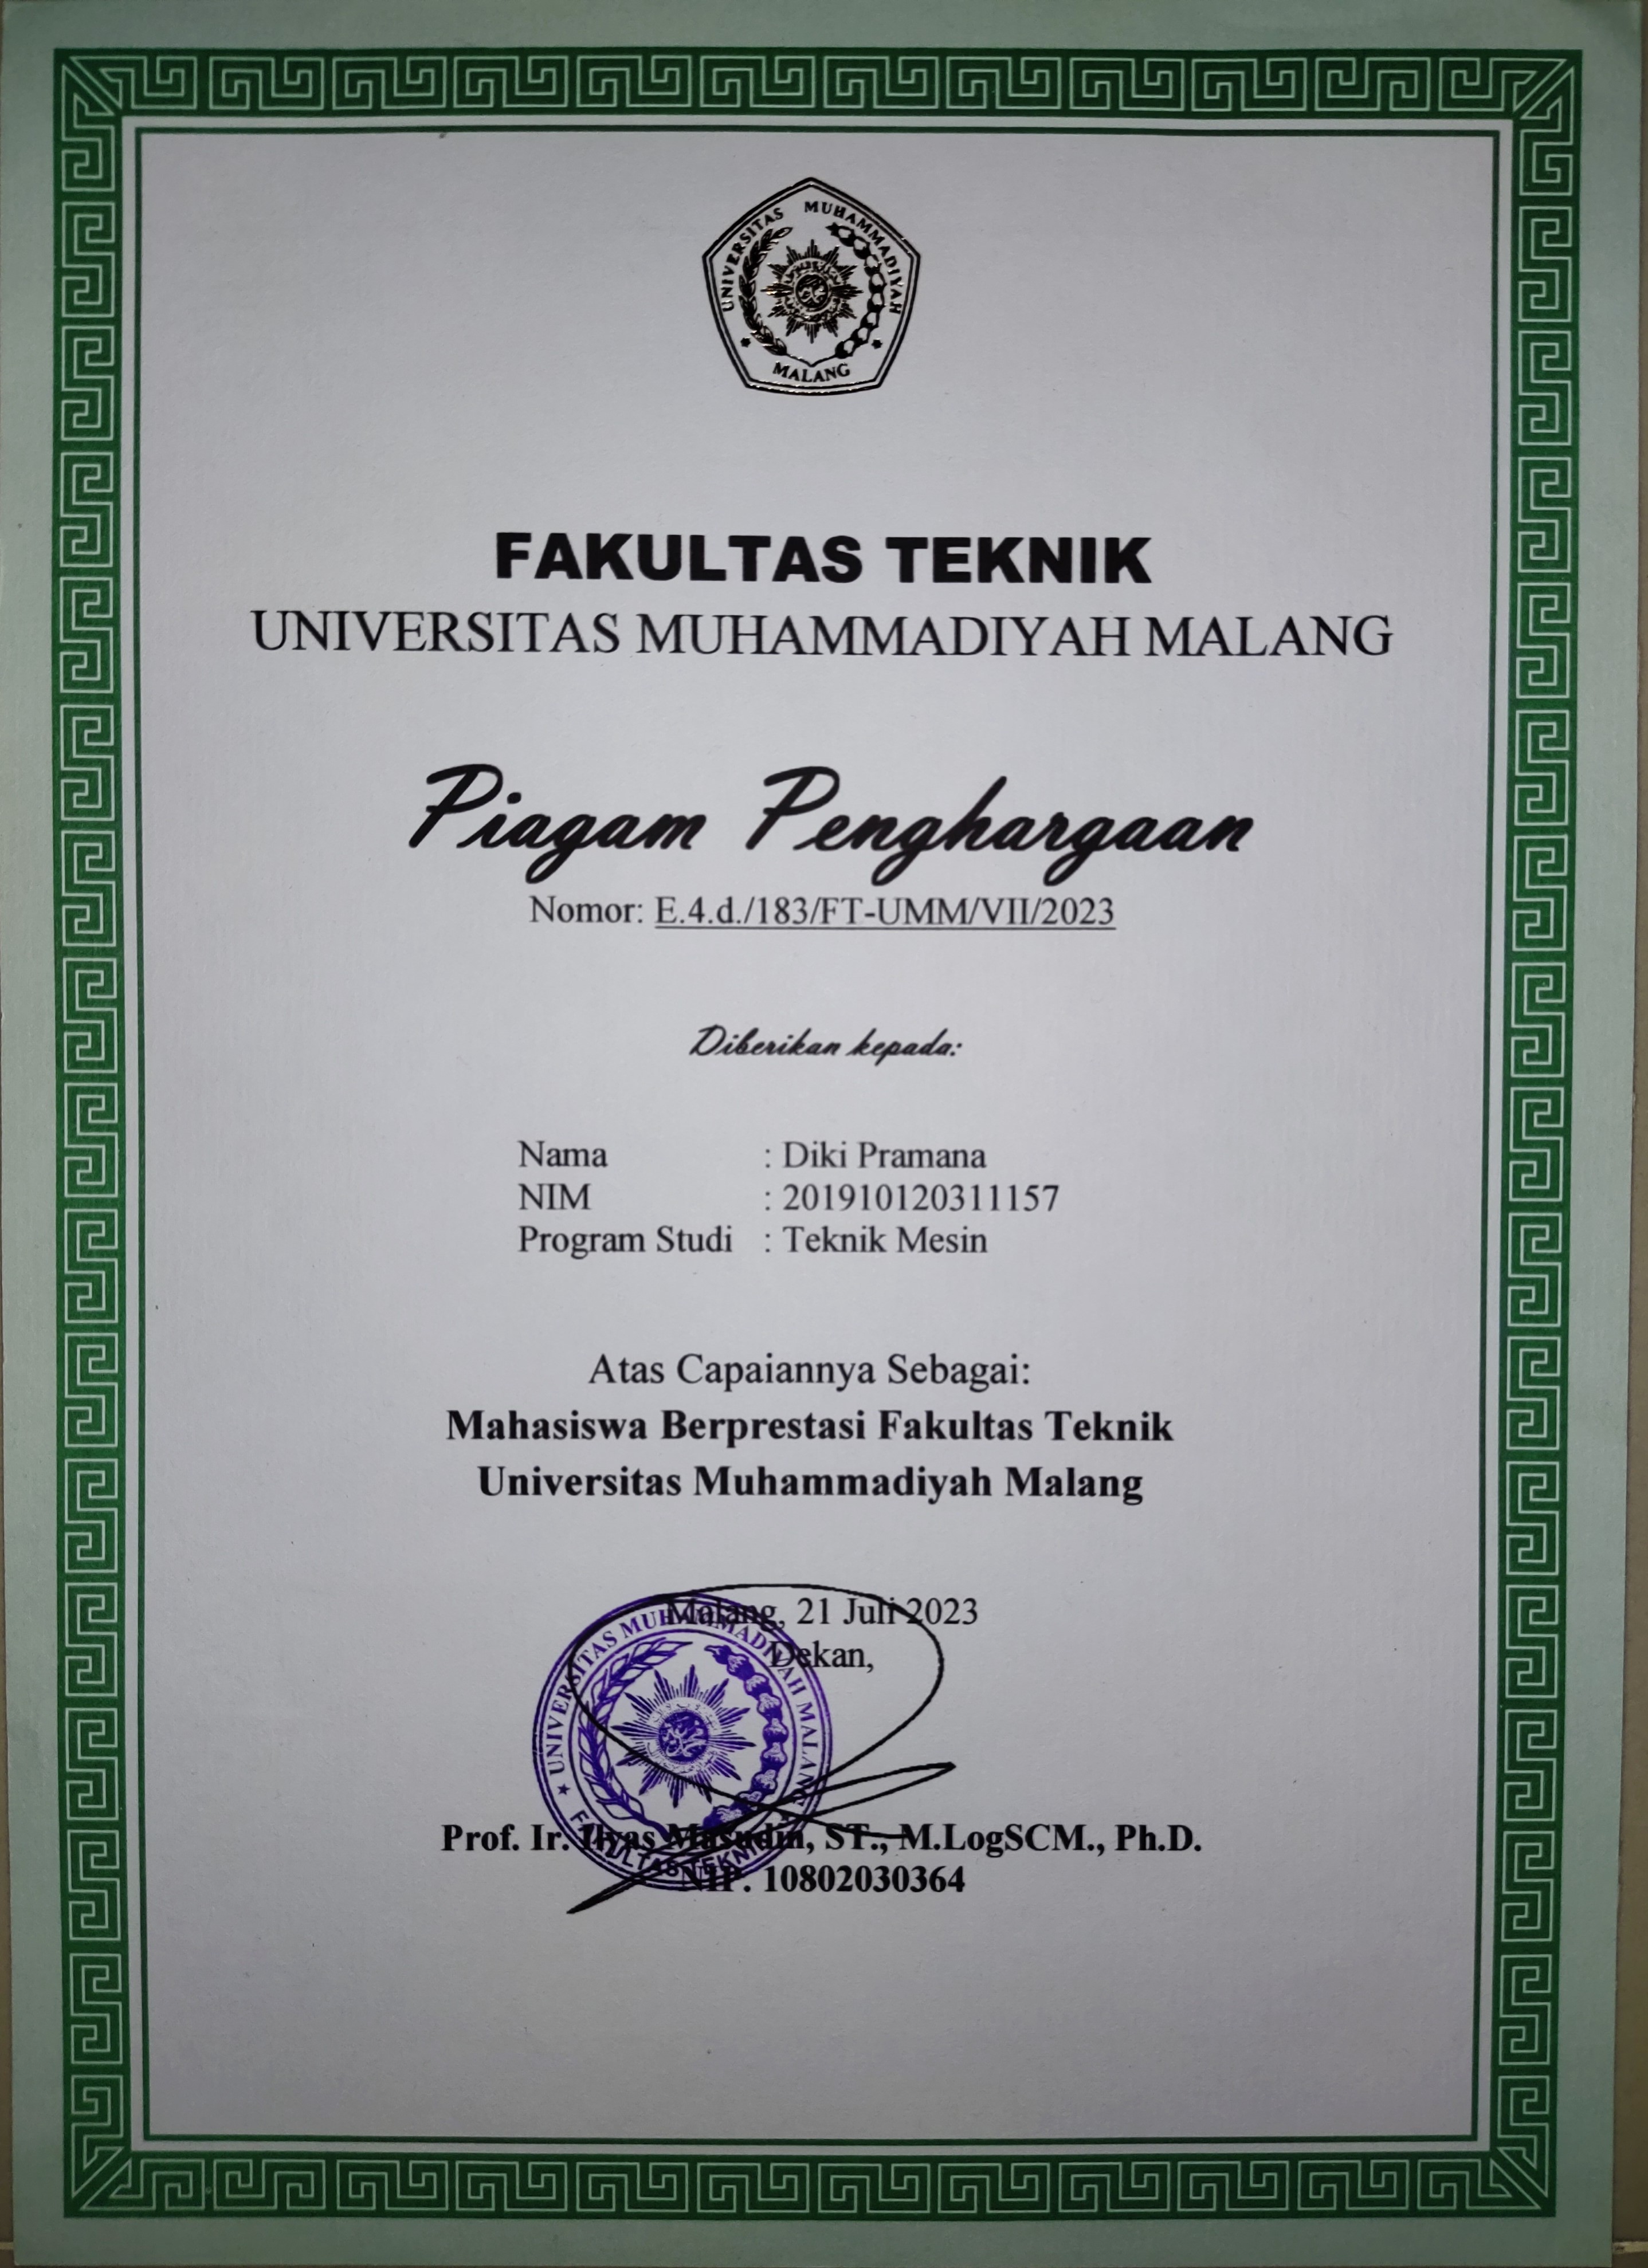 UNIVERSITAS MUHAMMADIYAH
MALANG
FAKULTAS TEKNIK
UNIVERSITAS MUHAMMADIYAH MALANG
Piagam Penghargaan
Nomor: E.4.d./183/FT-UMM/VII/2023
Diberikan kepada:
Nama : Diki Pramana
NIM : 201910120311157
Program Studi : Teknik Mesin
Atas Capaiannya Sebagai:
Mahasiswa Berprestasi Fakultas Teknik
Universitas Muhammadiyah Malang
Malang, 21 Juli 2023
Dekan,
UNIVERSITAS MUHAMMADIYAH MALANG
FAKULTAS TEKNIK
Prof. Ir. Ilyas Masudin, ST., M.LogSCM., Ph.D.
NIP. 10802030364